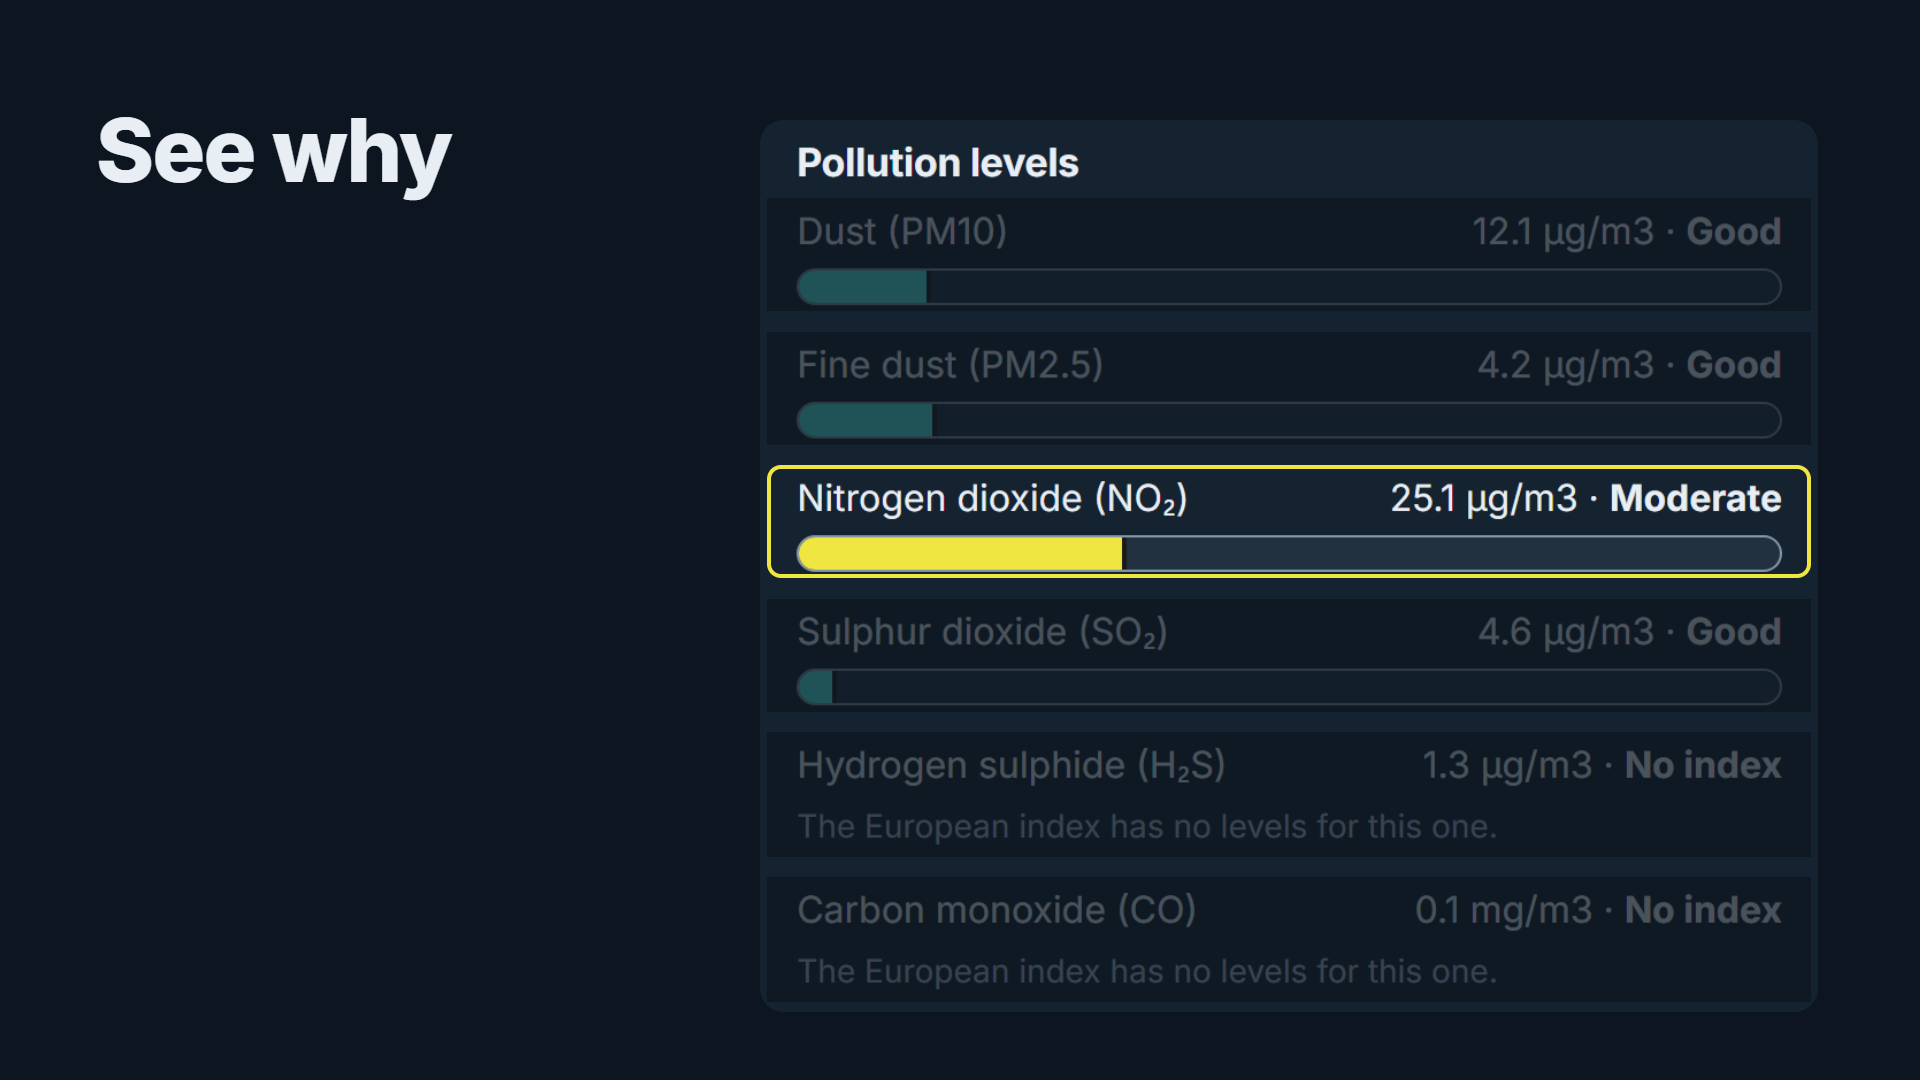 See why
Pollution levels
Dust (PM10) 12.1 µg/m3 · Good
Fine dust (PM2.5) 4.2 µg/m3 · Good
Nitrogen dioxide (NO₂) 25.1 µg/m3 · Moderate
Sulphur dioxide (SO₂) 4.6 µg/m3 · Good
Hydrogen sulphide (H₂S) 1.3 µg/m3 · No index
The European index has no levels for this one.
Carbon monoxide (CO) 0.1 mg/m3 · No index
The European index has no levels for this one.